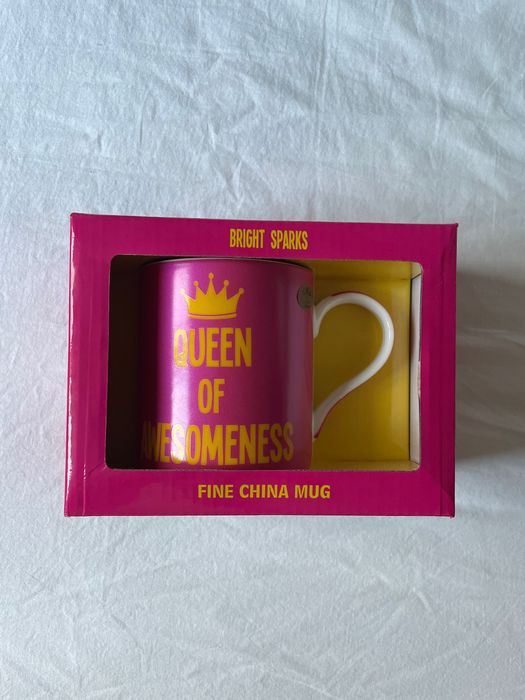 BRIGHT SPARKS
QUEEN
OF
AWESOMENESS
FINE CHINA MUG